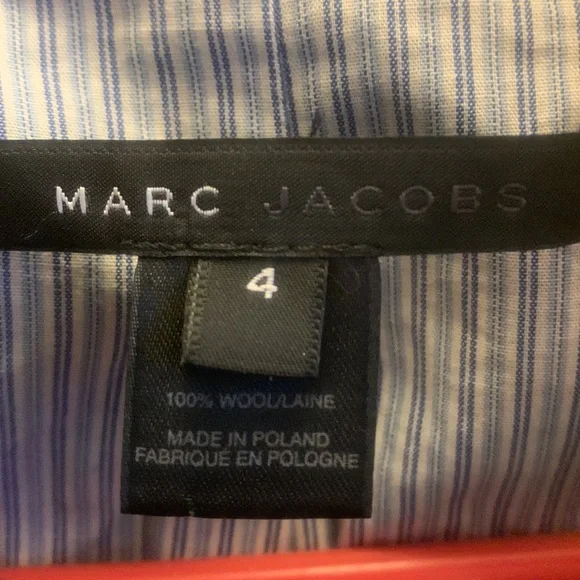 MARC JACOBS
4
100% WOOL/LAINE
MADE IN POLAND
FABRIQUE EN POLOGNE